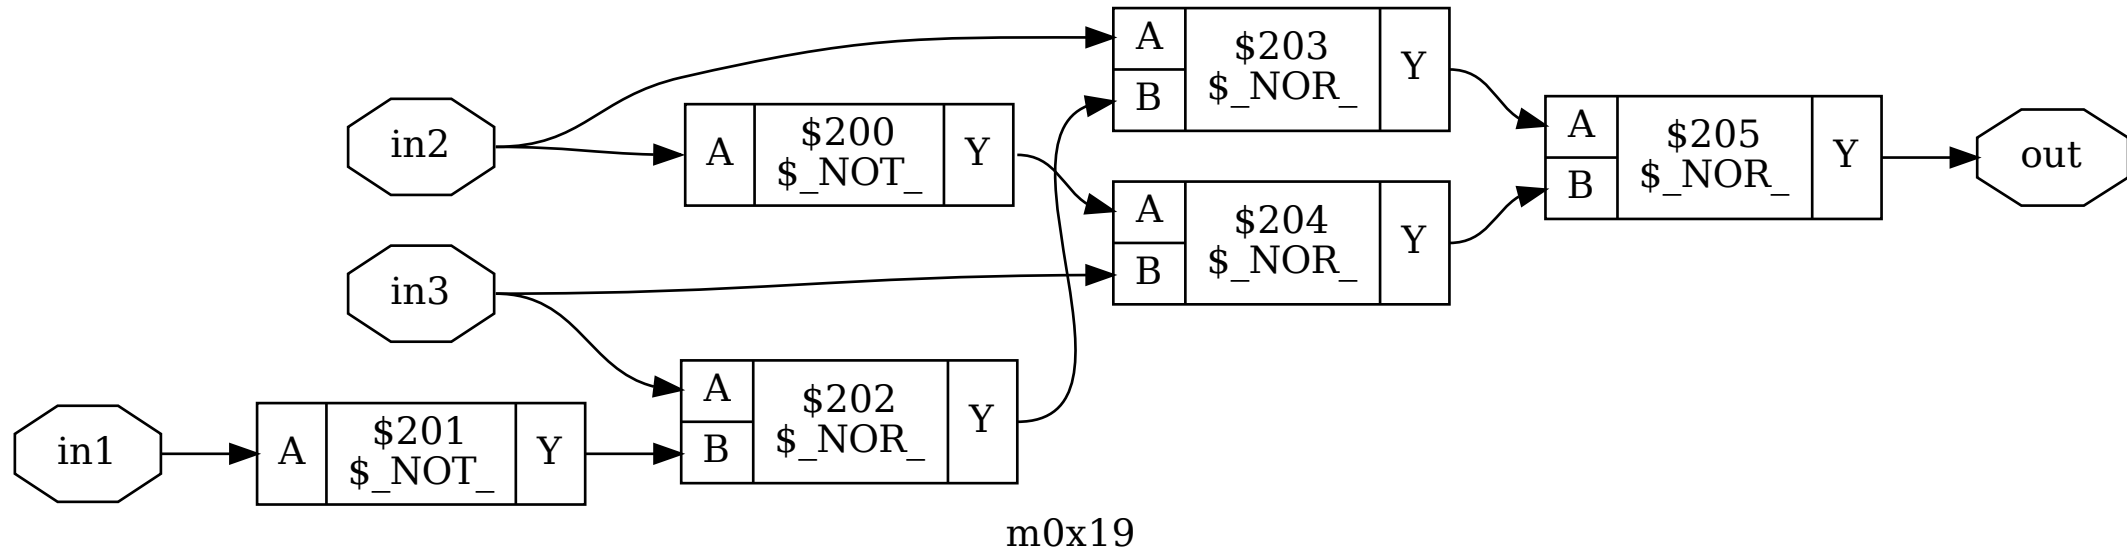 in2
A
$200
$_NOT_
Y
A
B
$203
$_NOR_
Y
A
B
$204
$_NOR_
Y
A
B
$205
$_NOR_
Y
out
in3
in1
A
$201
$_NOT_
Y
A
B
$202
$_NOR_
Y
m0x19